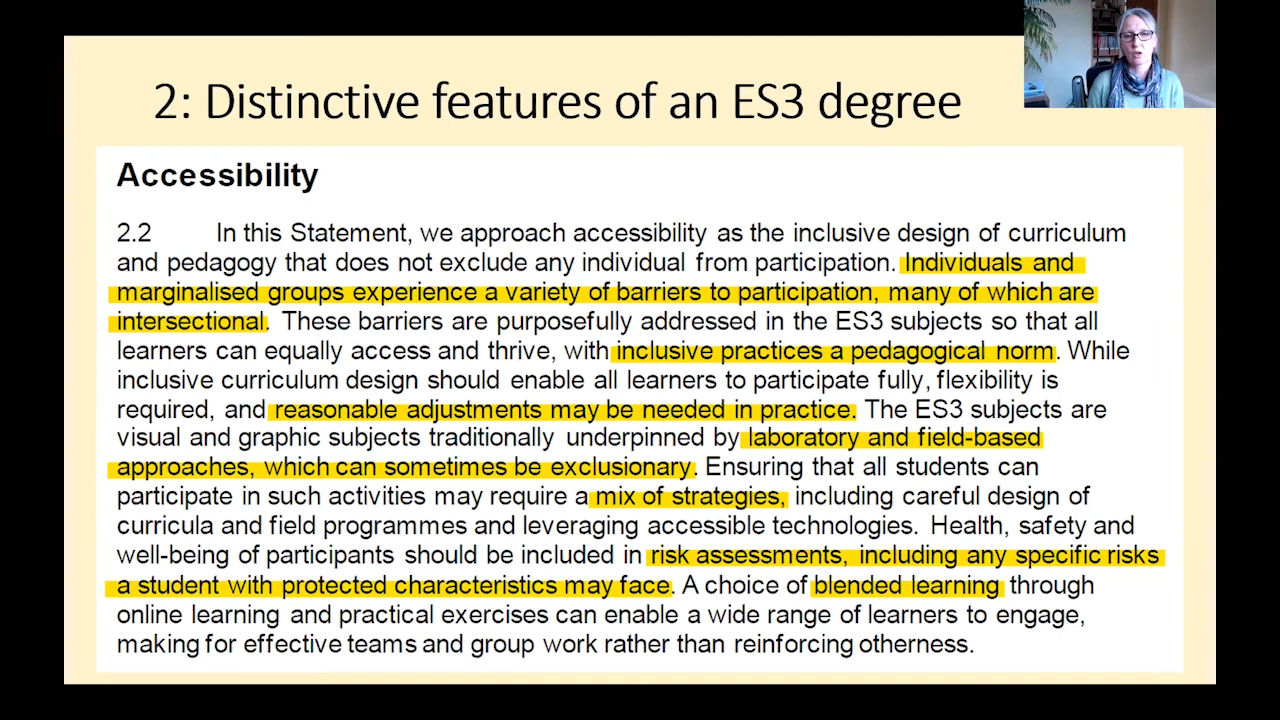 2: Distinctive features of an ES3 degree
Accessibility
2.2 In this Statement, we approach accessibility as the inclusive design of curriculum
and pedagogy that does not exclude any individual from participation. Individuals and
marginalised groups experience a variety of barriers to participation, many of which are
intersectional. These barriers are purposefully addressed in the ES3 subjects so that all
learners can equally access and thrive, with inclusive practices a pedagogical norm. While
inclusive curriculum design should enable all learners to participate fully, flexibility is
required, and reasonable adjustments may be needed in practice. The ES3 subjects are
visual and graphic subjects traditionally underpinned by laboratory and field-based
approaches, which can sometimes be exclusionary. Ensuring that all students can
participate in such activities may require a mix of strategies, including careful design of
curricula and field programmes and leveraging accessible technologies. Health, safety and
well-being of participants should be included in risk assessments, including any specific risks
a student with protected characteristics may face. A choice of blended learning through
online learning and practical exercises can enable a wide range of learners to engage,
making for effective teams and group work rather than reinforcing otherness.